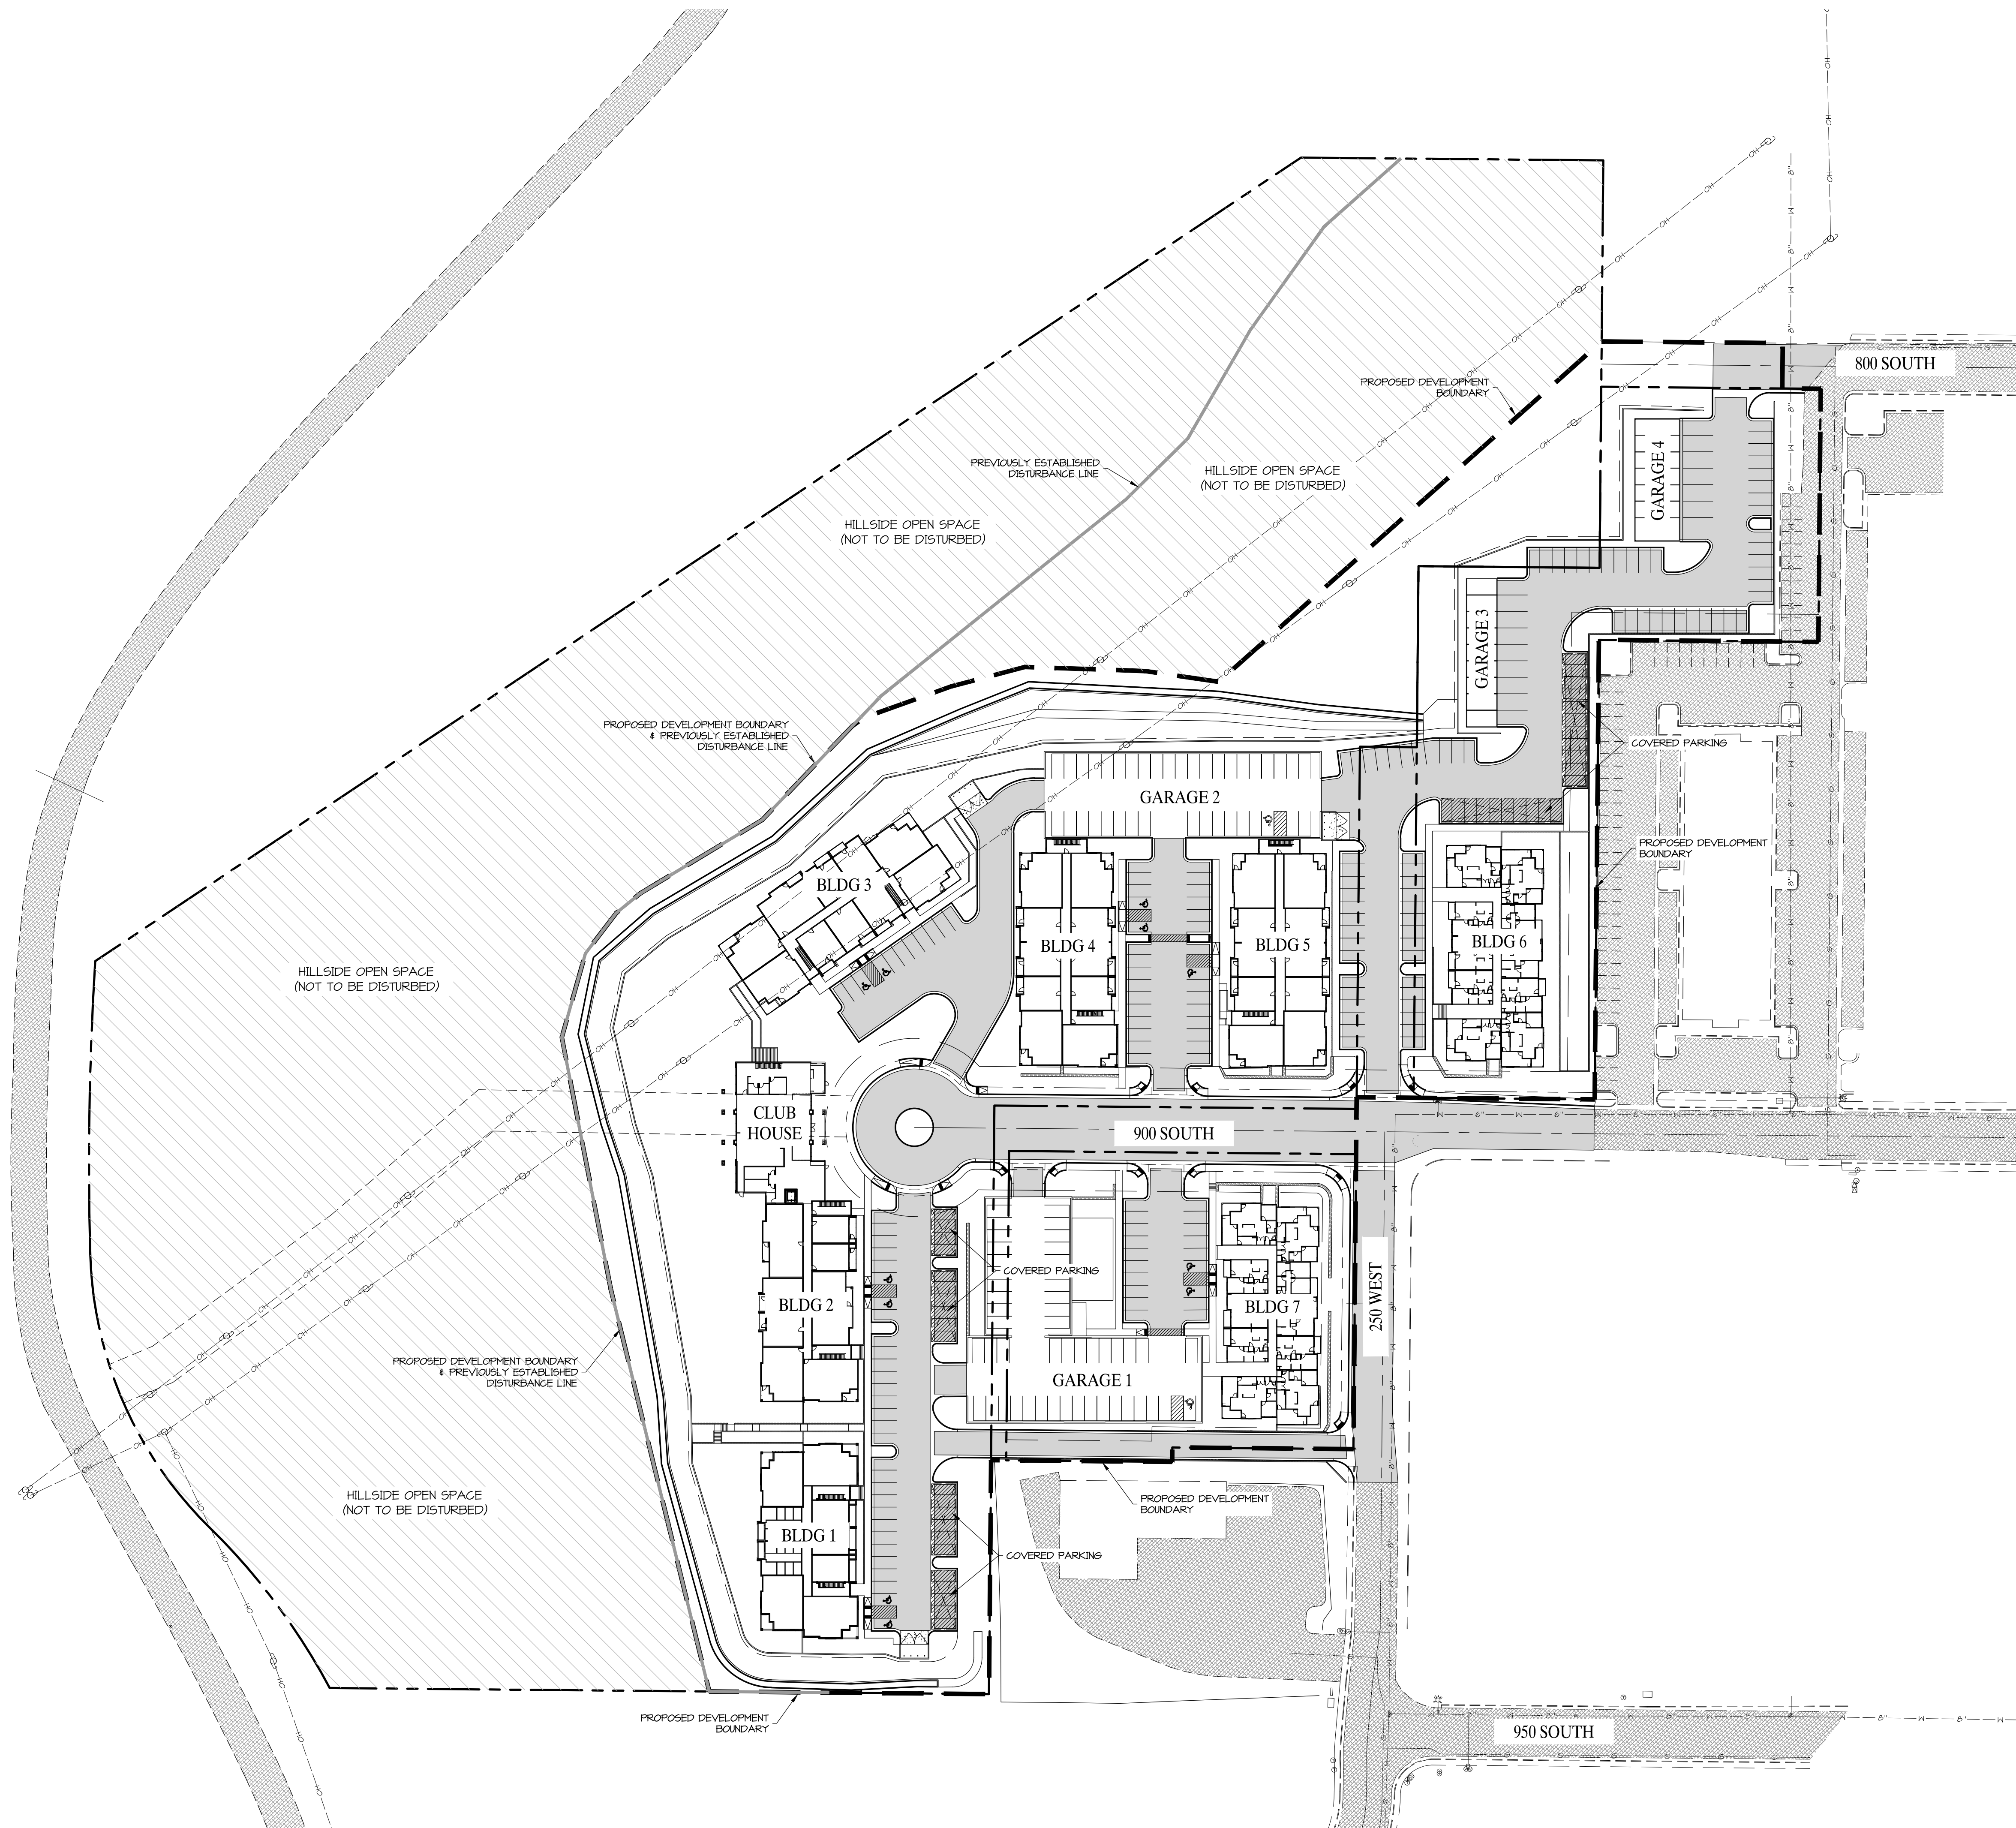 800 SOUTH
PROPOSED DEVELOPMENT
BOUNDARY
GARAGE 4
PREVIOUSLY ESTABLISHED
DISTURBANCE LINE
HILLSIDE OPEN SPACE
(NOT TO BE DISTURBED)
HILLSIDE OPEN SPACE
(NOT TO BE DISTURBED)
GARAGE 3
PROPOSED DEVELOPMENT BOUNDARY
& PREVIOUSLY ESTABLISHED
DISTURBANCE LINE
COVERED PARKING
GARAGE 2
PROPOSED DEVELOPMENT
BOUNDARY
BLDG 3
BLDG 4
BLDG 5
BLDG 6
HILLSIDE OPEN SPACE
(NOT TO BE DISTURBED)
CLUB
HOUSE
900 SOUTH
COVERED PARKING
BLDG 2
BLDG 7
250 WEST
PROPOSED DEVELOPMENT BOUNDARY
& PREVIOUSLY ESTABLISHED
DISTURBANCE LINE
GARAGE 1
HILLSIDE OPEN SPACE
(NOT TO BE DISTURBED)
PROPOSED DEVELOPMENT
BOUNDARY
BLDG 1
COVERED PARKING
PROPOSED DEVELOPMENT
BOUNDARY
950 SOUTH